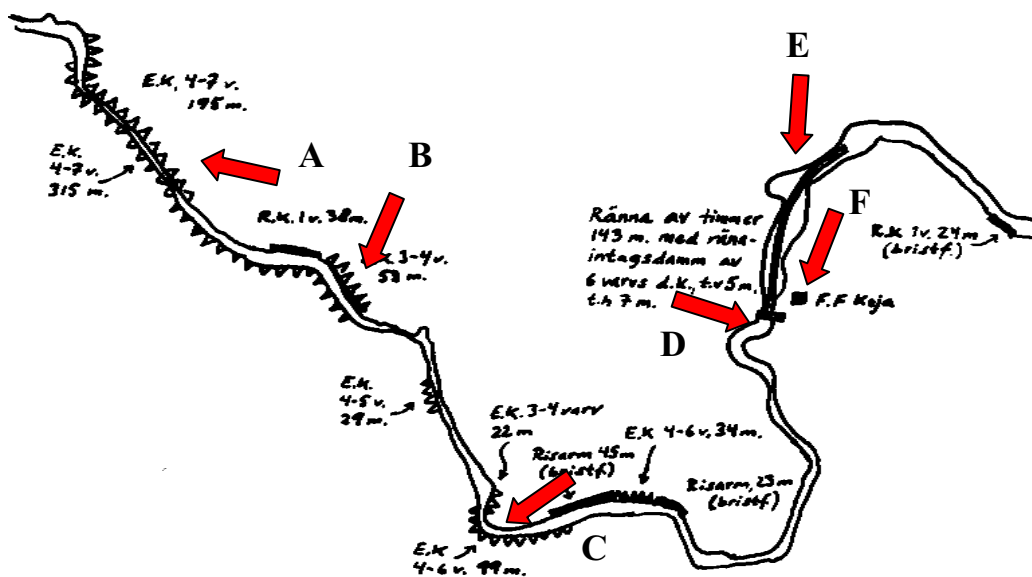 E
E.K, 4-7 v.
195 m.
E.K.
4-7 v.
315 m.
A
B
R.K. 1 v. 38 m.
3-4 v.
58 m.
Ränna av timmer
143 m. med ränn-
intagsdamm av
6 varvs d.K., t.v 5 m.
t.h 7 m.
F
R.K 1 v. 24 m
(bristf.)
F.F Koja
D
E.K.
4-5 v.
29 m.
E.K. 3-4 varv
22 m
Risarm 45 m
(bristf.)
E.K 4-6 v, 34 m.
Risarm, 23 m
(bristf.)
C
E.K
4-6 v. 99 m.